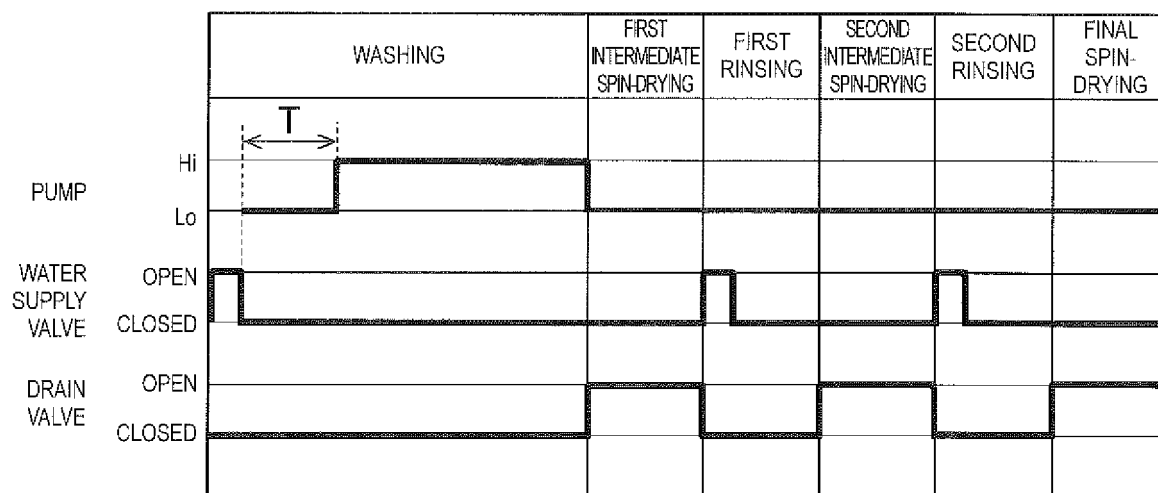 WASHING
FIRST
INTERMEDIATE
SPIN-DRYING
FIRST
RINSING
SECOND
INTERMEDIATE
SPIN-DRYING
SECOND
RINSING
FINAL
SPIN-
DRYING
T
PUMP
Hi
Lo
WATER
SUPPLY
VALVE
OPEN
CLOSED
DRAIN
VALVE
OPEN
CLOSED